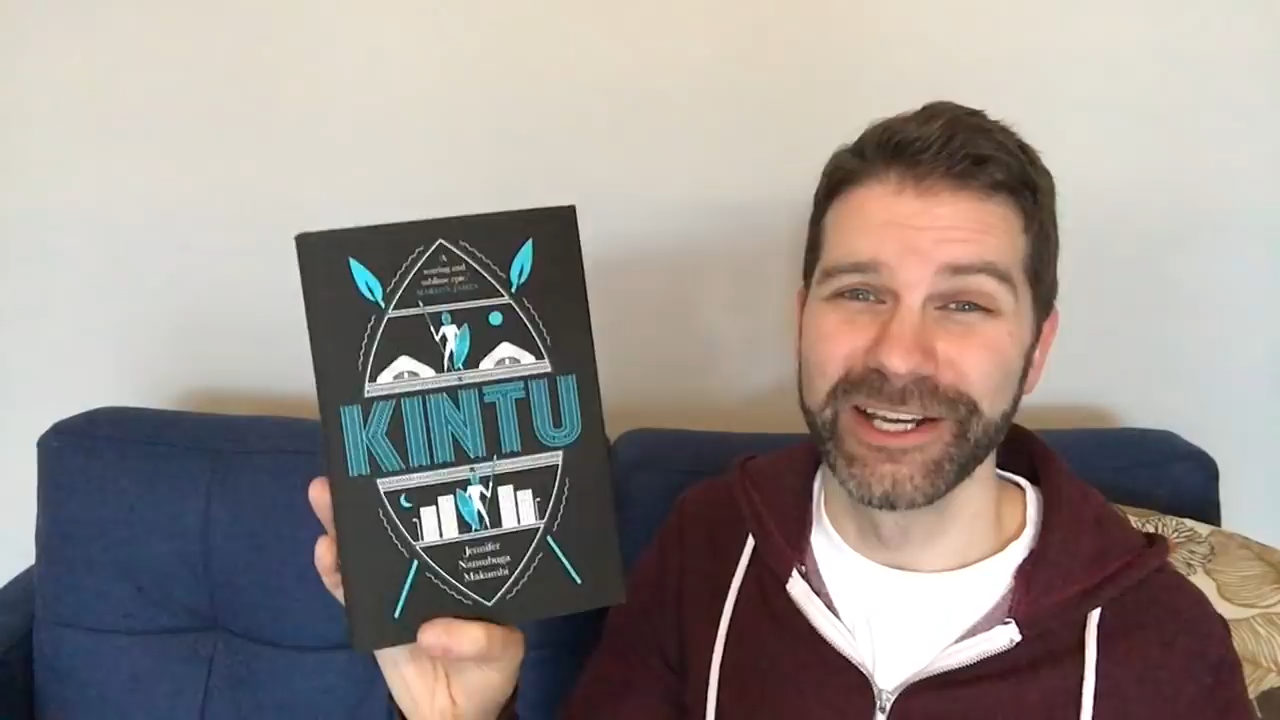 'A
soaring and
sublime epic.'
MARLON JAMES
KINTU
Jennifer
Nansubuga
Makumbi